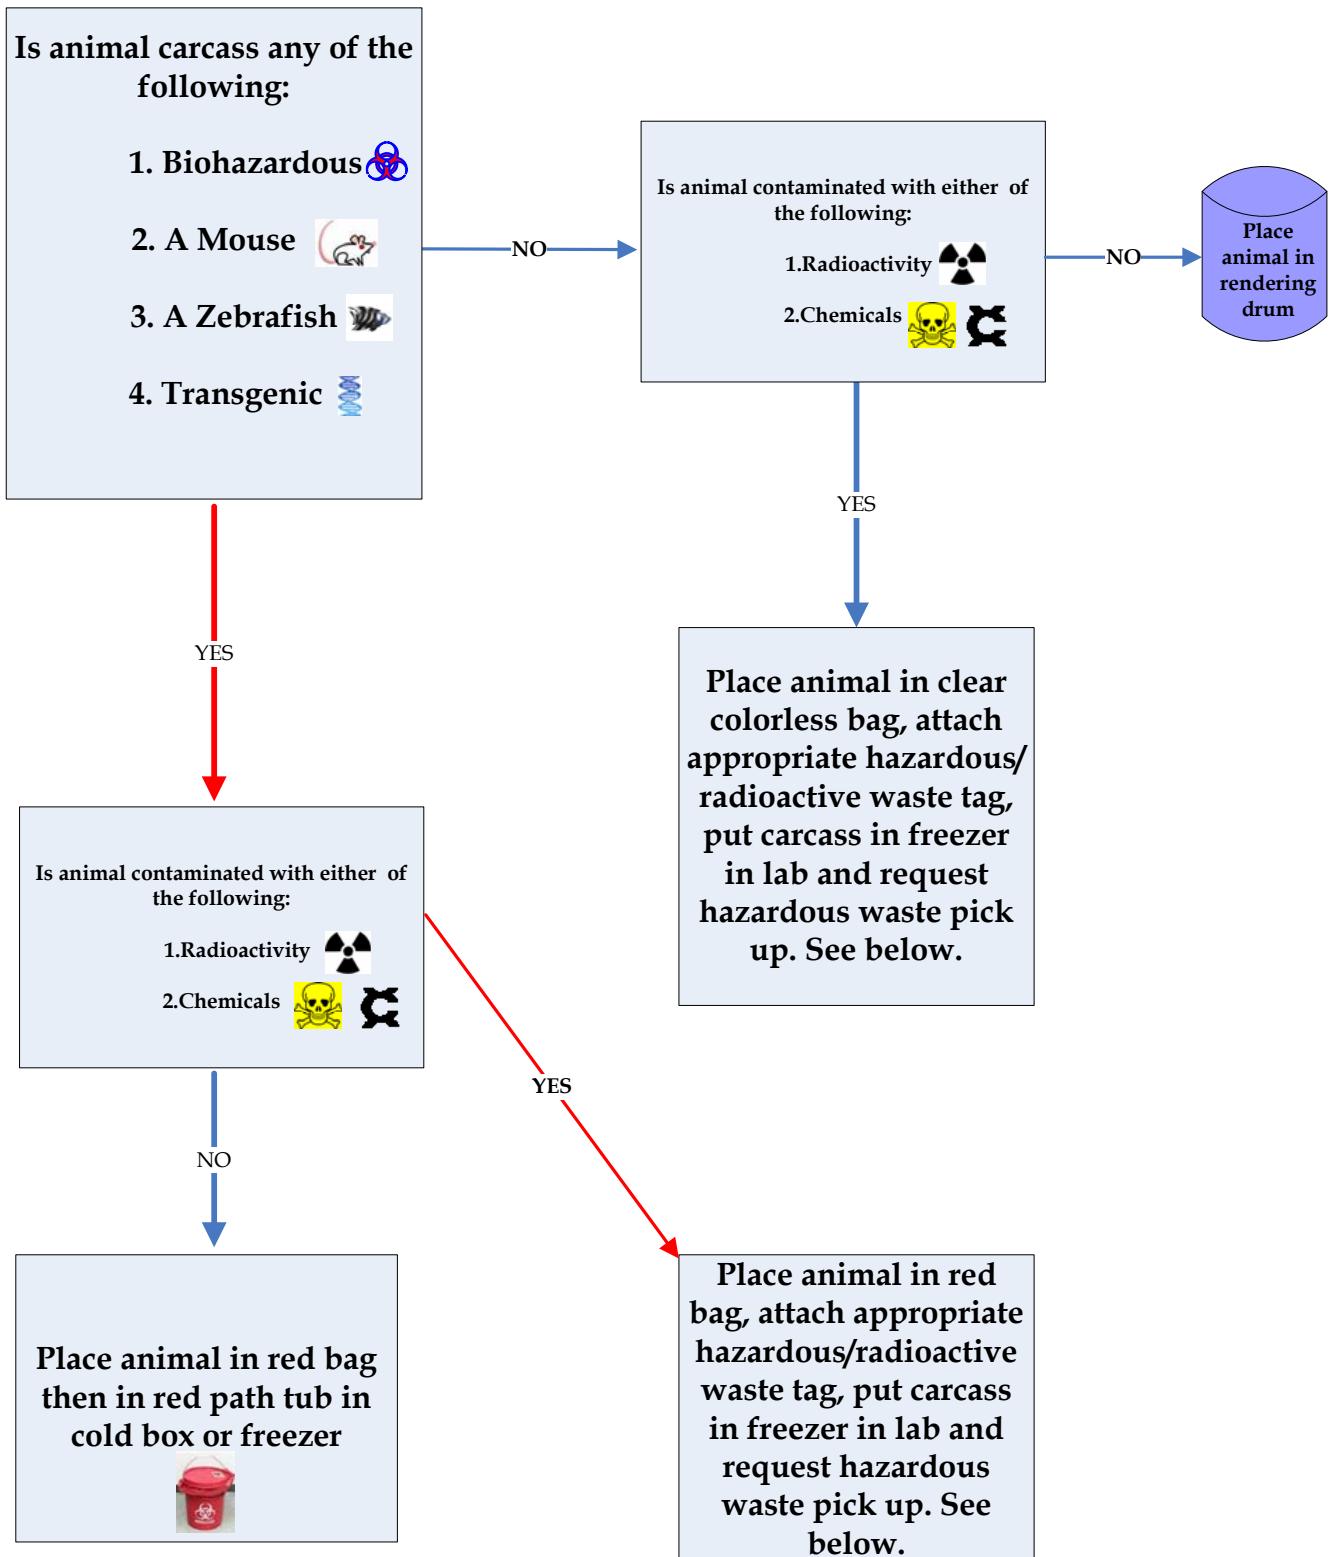 Is animal carcass any of the
following:
1. Biohazardous
2. A Mouse
3. A Zebrafish
4. Transgenic
NO
Is animal contaminated with either of
the following:
1.Radioactivity
2.Chemicals
NO
Place
animal in
rendering
drum
YES
Place animal in clear
colorless bag, attach
appropriate hazardous/
radioactive waste tag,
put carcass in freezer
in lab and request
hazardous waste pick
up. See below.
YES
Is animal contaminated with either of
the following:
1.Radioactivity
2.Chemicals
YES
NO
Place animal in red bag
then in red path tub in
cold box or freezer
Place animal in red
bag, attach appropriate
hazardous/radioactive
waste tag, put carcass
in freezer in lab and
request hazardous
waste pick up. See
below.